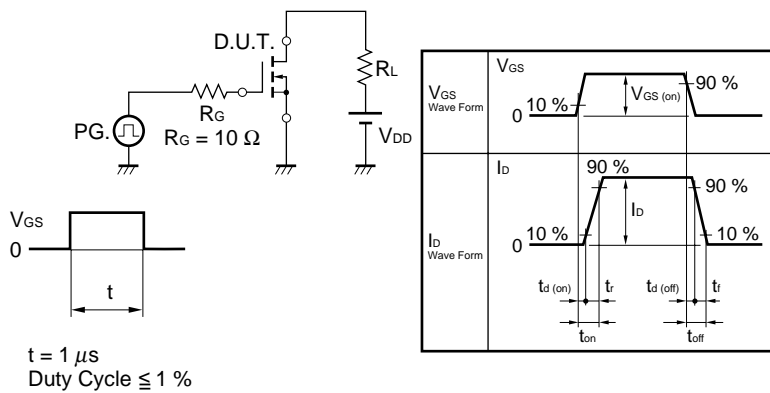 D.U.T.
RL
RG
PG.
RG = 10 Ω
VDD
VGS
0
t
t = 1 μs
Duty Cycle ≦ 1 %
VGS
Wave Form
VGS
10 %
0
VGS (on)
90 %
ID
Wave Form
ID
90 %
10 %
0
ID
90 %
10 %
td (on)
tr
td (off)
tf
ton
toff